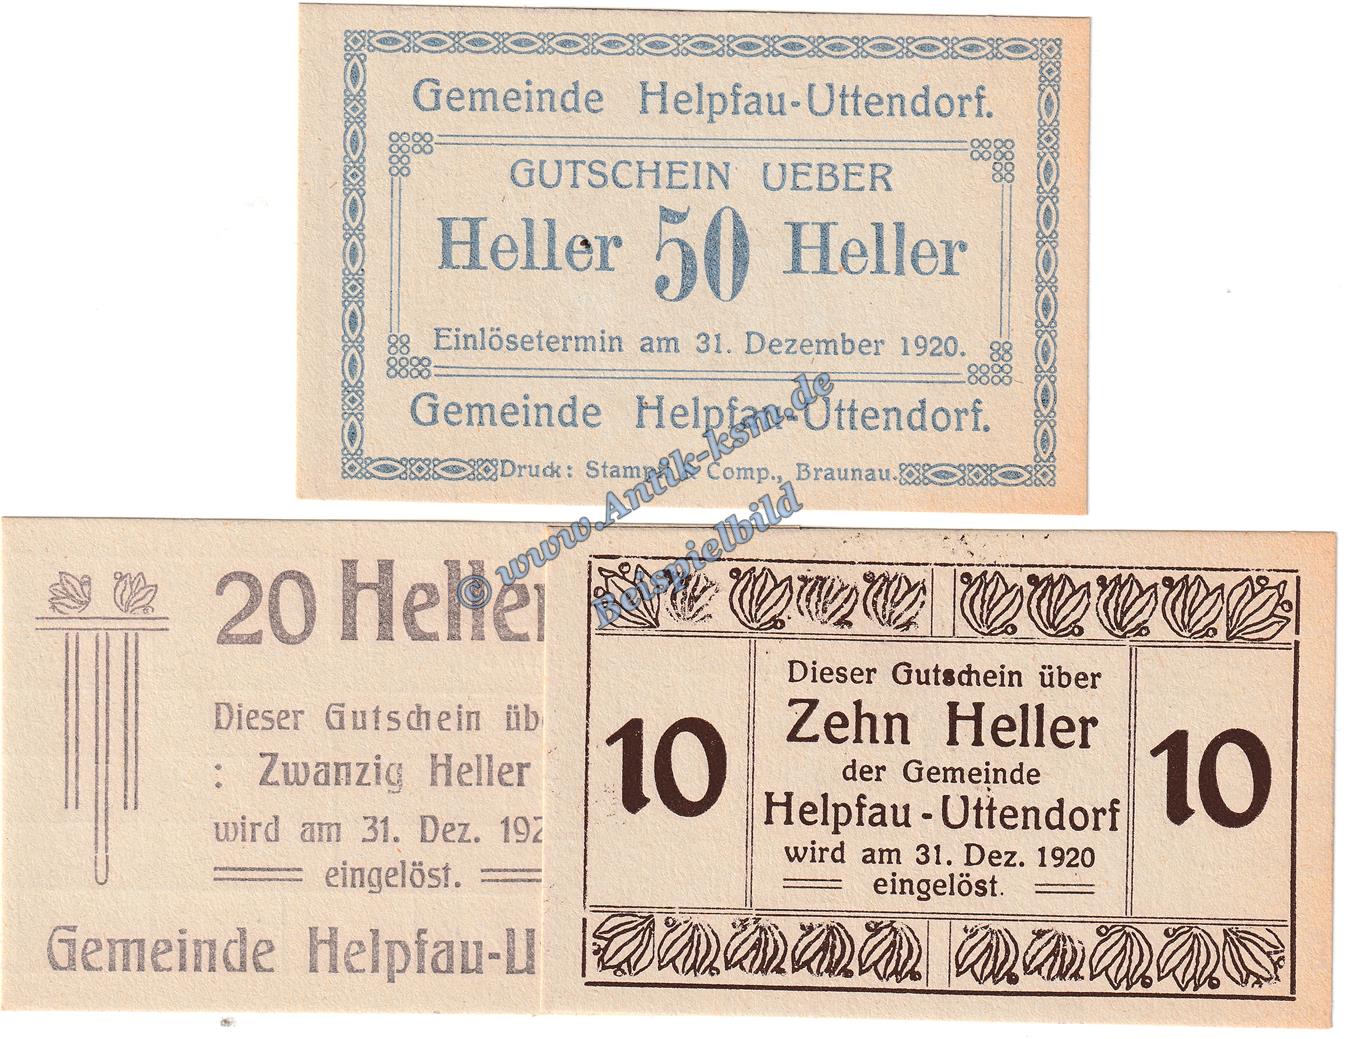 Gemeinde Helpfau-Uttendorf.
GUTSCHEIN UEBER
Heller 50 Heller
Einlösetermin am 31. Dezember 1920.
Gemeinde Helpfau-Uttendorf.
Druck: Stampfl & Comp., Braunau.
© www.Antik-ksm.de
Beispielbild
20 Heller
Dieser Gutschein üb
: Zwanzig Heller
wird am 31. Dez. 192
eingelöst.
Gemeinde Helpfau-U
Dieser Gutschein über
Zehn Heller
10 10
der Gemeinde
Helpfau-Uttendorf
wird am 31. Dez. 1920
eingelöst.